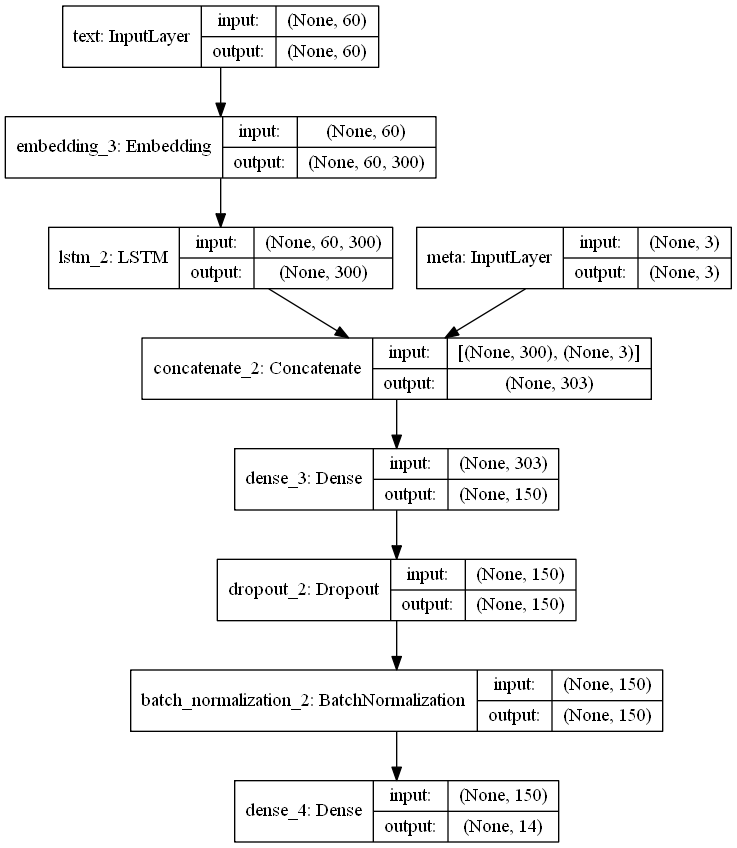 text: InputLayer
input: (None, 60)
output: (None, 60)
embedding_3: Embedding
input: (None, 60)
output: (None, 60, 300)
lstm_2: LSTM
input: (None, 60, 300)
output: (None, 300)
meta: InputLayer
input: (None, 3)
output: (None, 3)
concatenate_2: Concatenate
input: [(None, 300), (None, 3)]
output: (None, 303)
dense_3: Dense
input: (None, 303)
output: (None, 150)
dropout_2: Dropout
input: (None, 150)
output: (None, 150)
batch_normalization_2: BatchNormalization
input: (None, 150)
output: (None, 150)
dense_4: Dense
input: (None, 150)
output: (None, 14)